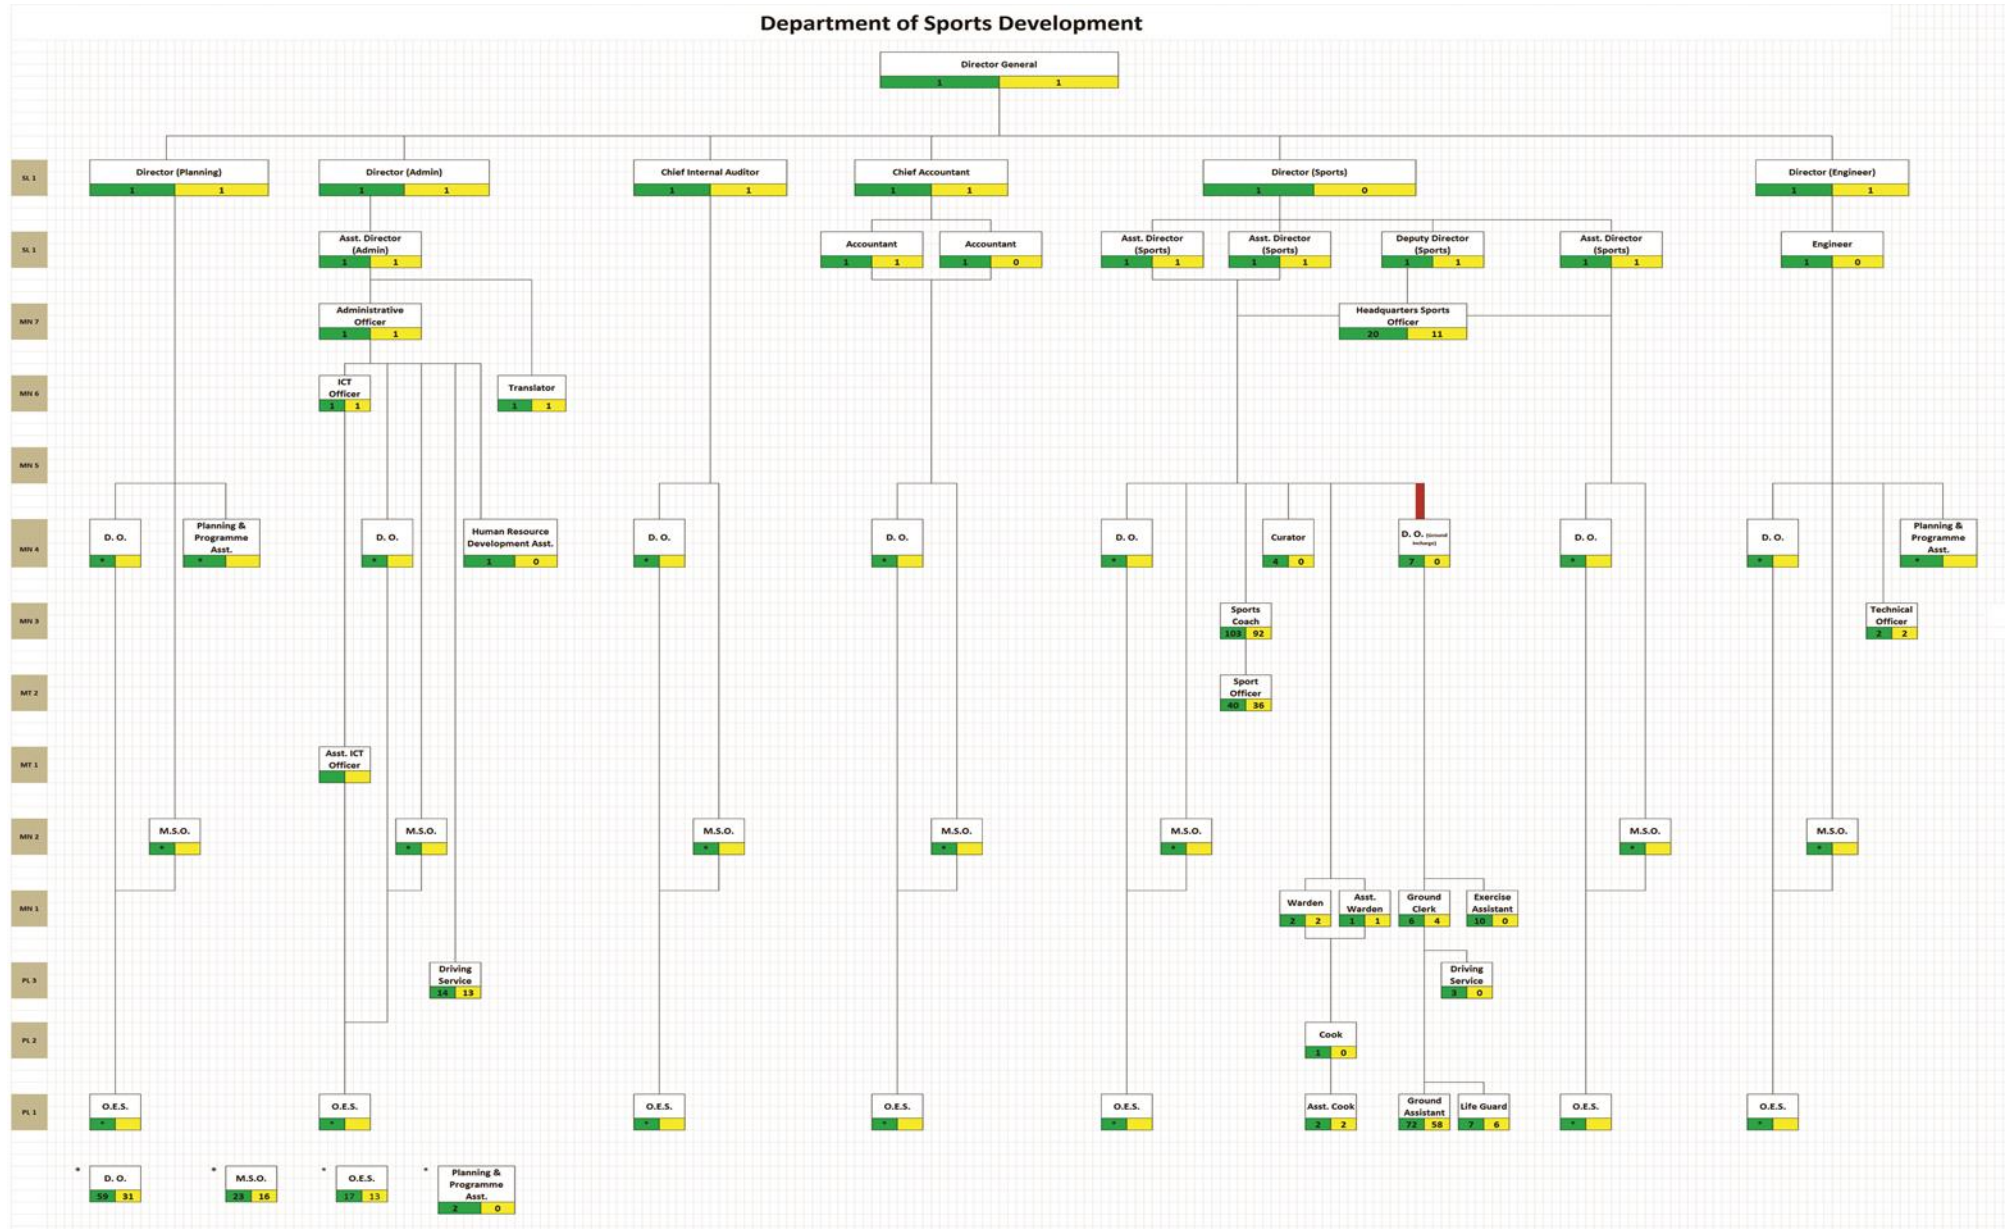 Department of Sports Development
Director General
1 1
SL 1
Director (Planning)
1 1
Director (Admin)
1 1
Chief Internal Auditor
1 1
Chief Accountant
1 1
Director (Sports)
1 0
Director (Engineer)
1 1
SL 1
Asst. Director
(Admin)
1 1
Accountant
1 1
Accountant
1 0
Asst. Director
(Sports)
1 1
Asst. Director
(Sports)
1 1
Deputy Director
(Sports)
1 1
Asst. Director
(Sports)
1 1
Engineer
1 0
MN 7
Administrative
Officer
1 1
Headquarters Sports
Officer
20 11
MN 6
ICT
Officer
1 1
Translator
1 1
MN 5
MN 4
D. O.
*
Planning &
Programme
Asst.
*
D. O.
*
Human Resource
Development Asst.
1 0
D. O.
*
D. O.
*
D. O.
*
Curator
4 0
D. O. (Ground
Incharge)
7 0
D. O.
*
D. O.
*
Planning &
Programme
Asst.
*
MN 3
Sports
Coach
103 92
Technical
Officer
2 2
MT 2
Sport
Officer
40 36
MT 1
Asst. ICT
Officer
MN 2
M.S.O.
*
M.S.O.
*
M.S.O.
*
M.S.O.
*
M.S.O.
*
M.S.O.
*
M.S.O.
*
MN 1
Warden
2 2
Asst.
Warden
1 1
Ground
Clerk
6 4
Exercise
Assistant
10 0
PL 3
Driving
Service
14 13
Driving
Service
3 0
PL 2
Cook
1 0
PL 1
O.E.S.
*
O.E.S.
*
O.E.S.
*
O.E.S.
*
O.E.S.
*
Asst. Cook
2 2
Ground
Assistant
72 58
Life Guard
7 6
O.E.S.
*
O.E.S.
*
* D. O.
59 31
* M.S.O.
23 16
* O.E.S.
17 13
* Planning &
Programme
Asst.
2 0